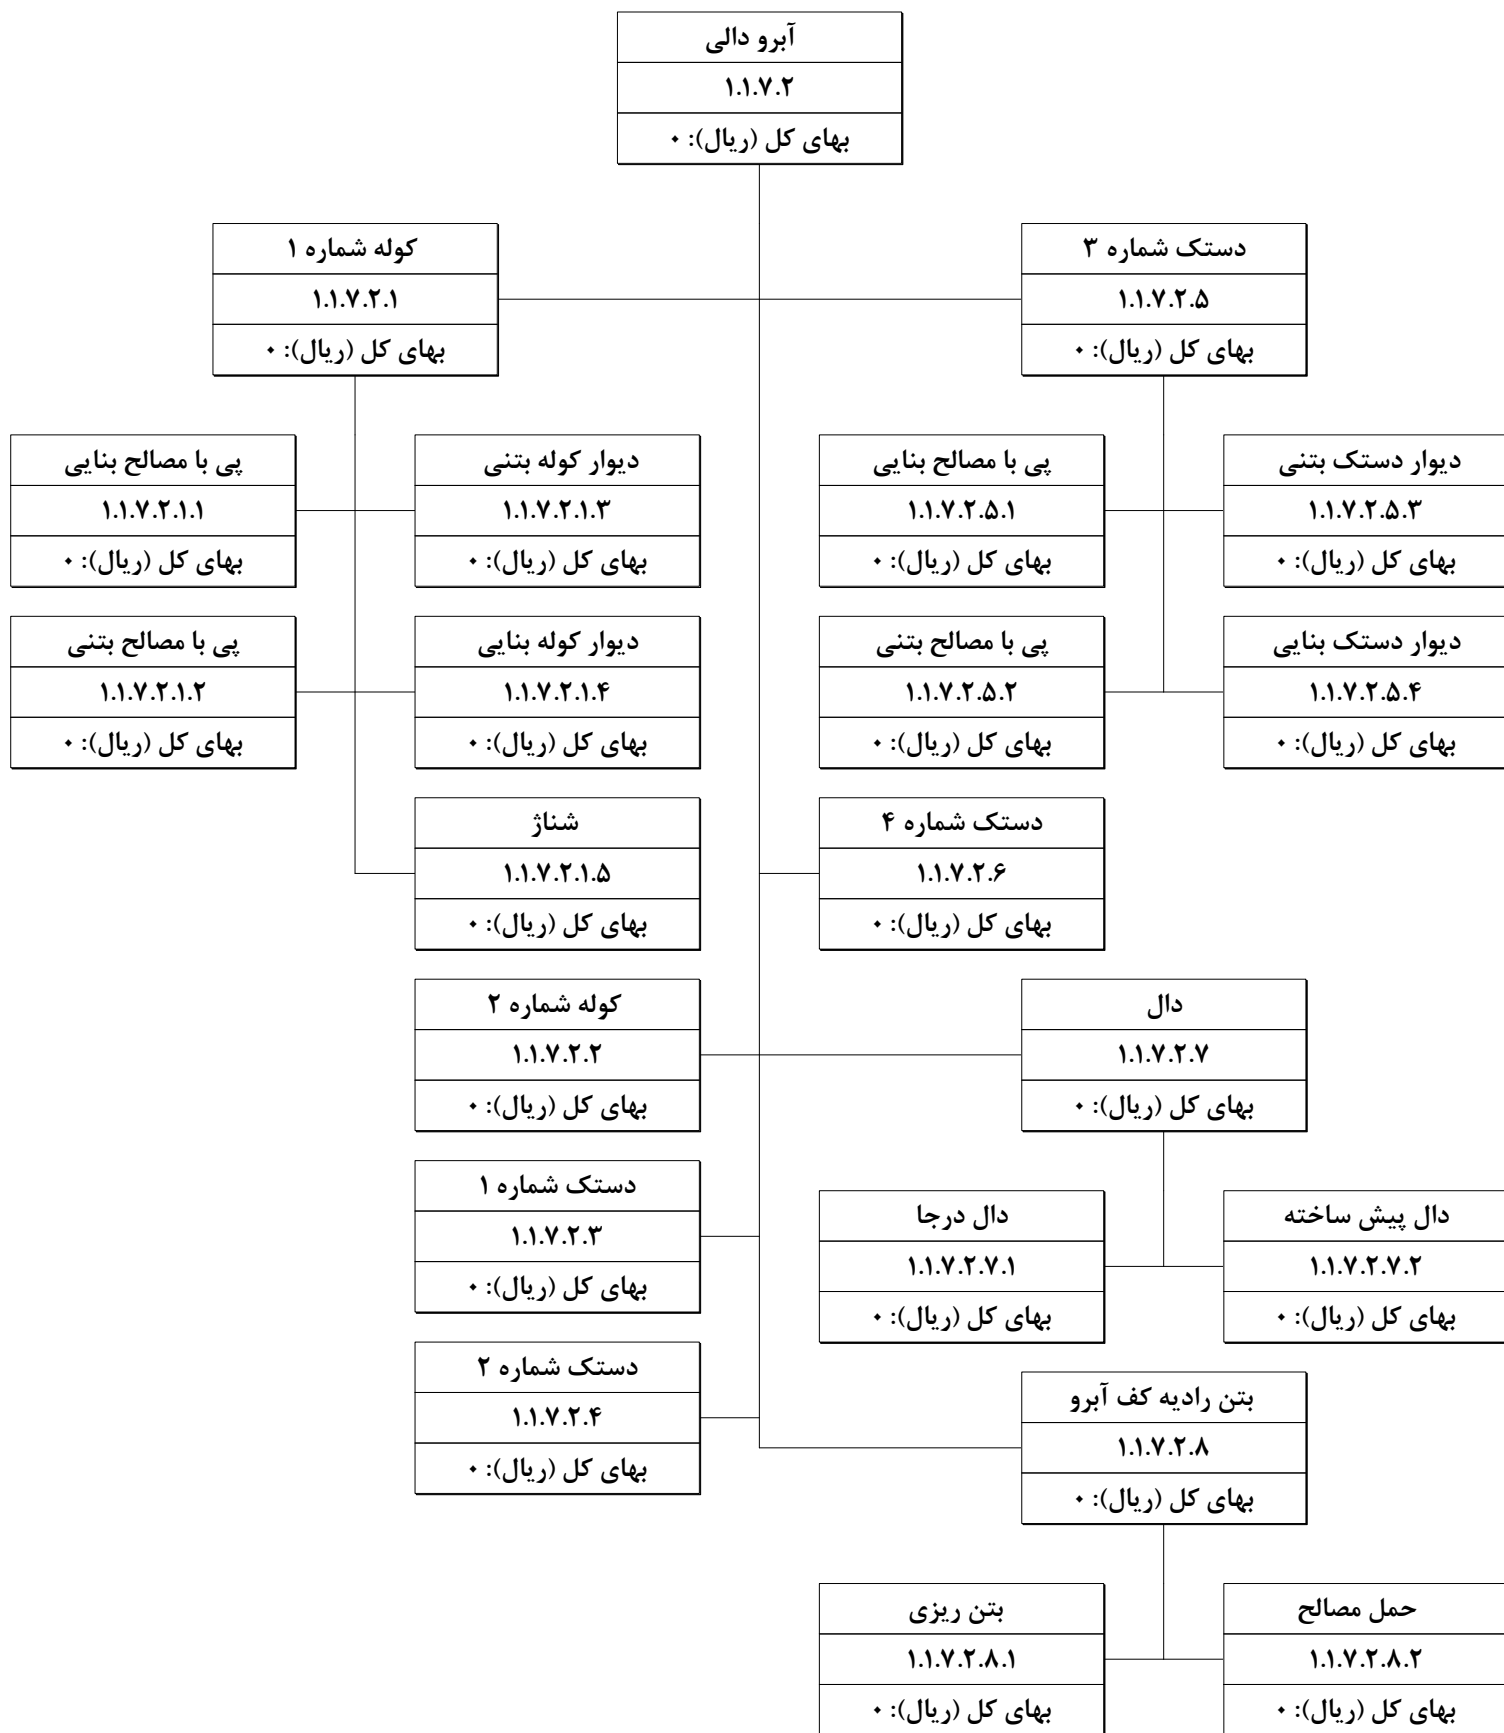 آبرو دالی
۱.۱.۷.۲
بهای کل (ریال): ۰
کوله شماره ۱
۱.۱.۷.۲.۱
بهای کل (ریال): ۰
دستک شماره ۳
۱.۱.۷.۲.۵
بهای کل (ریال): ۰
پی با مصالح بنایی
۱.۱.۷.۲.۱.۱
بهای کل (ریال): ۰
دیوار کوله بتنی
۱.۱.۷.۲.۱.۳
بهای کل (ریال): ۰
پی با مصالح بنایی
۱.۱.۷.۲.۵.۱
بهای کل (ریال): ۰
دیوار دستک بتنی
۱.۱.۷.۲.۵.۳
بهای کل (ریال): ۰
پی با مصالح بتنی
۱.۱.۷.۲.۱.۲
بهای کل (ریال): ۰
دیوار کوله بنایی
۱.۱.۷.۲.۱.۴
بهای کل (ریال): ۰
پی با مصالح بتنی
۱.۱.۷.۲.۵.۲
بهای کل (ریال): ۰
دیوار دستک بنایی
۱.۱.۷.۲.۵.۴
بهای کل (ریال): ۰
شناژ
۱.۱.۷.۲.۱.۵
بهای کل (ریال): ۰
دستک شماره ۴
۱.۱.۷.۲.۶
بهای کل (ریال): ۰
کوله شماره ۲
۱.۱.۷.۲.۲
بهای کل (ریال): ۰
دال
۱.۱.۷.۲.۷
بهای کل (ریال): ۰
دستک شماره ۱
۱.۱.۷.۲.۳
بهای کل (ریال): ۰
دال درجا
۱.۱.۷.۲.۷.۱
بهای کل (ریال): ۰
دال پیش ساخته
۱.۱.۷.۲.۷.۲
بهای کل (ریال): ۰
دستک شماره ۲
۱.۱.۷.۲.۴
بهای کل (ریال): ۰
بتن رادیه کف آبرو
۱.۱.۷.۲.۸
بهای کل (ریال): ۰
بتن ریزی
۱.۱.۷.۲.۸.۱
بهای کل (ریال): ۰
حمل مصالح
۱.۱.۷.۲.۸.۲
بهای کل (ریال): ۰